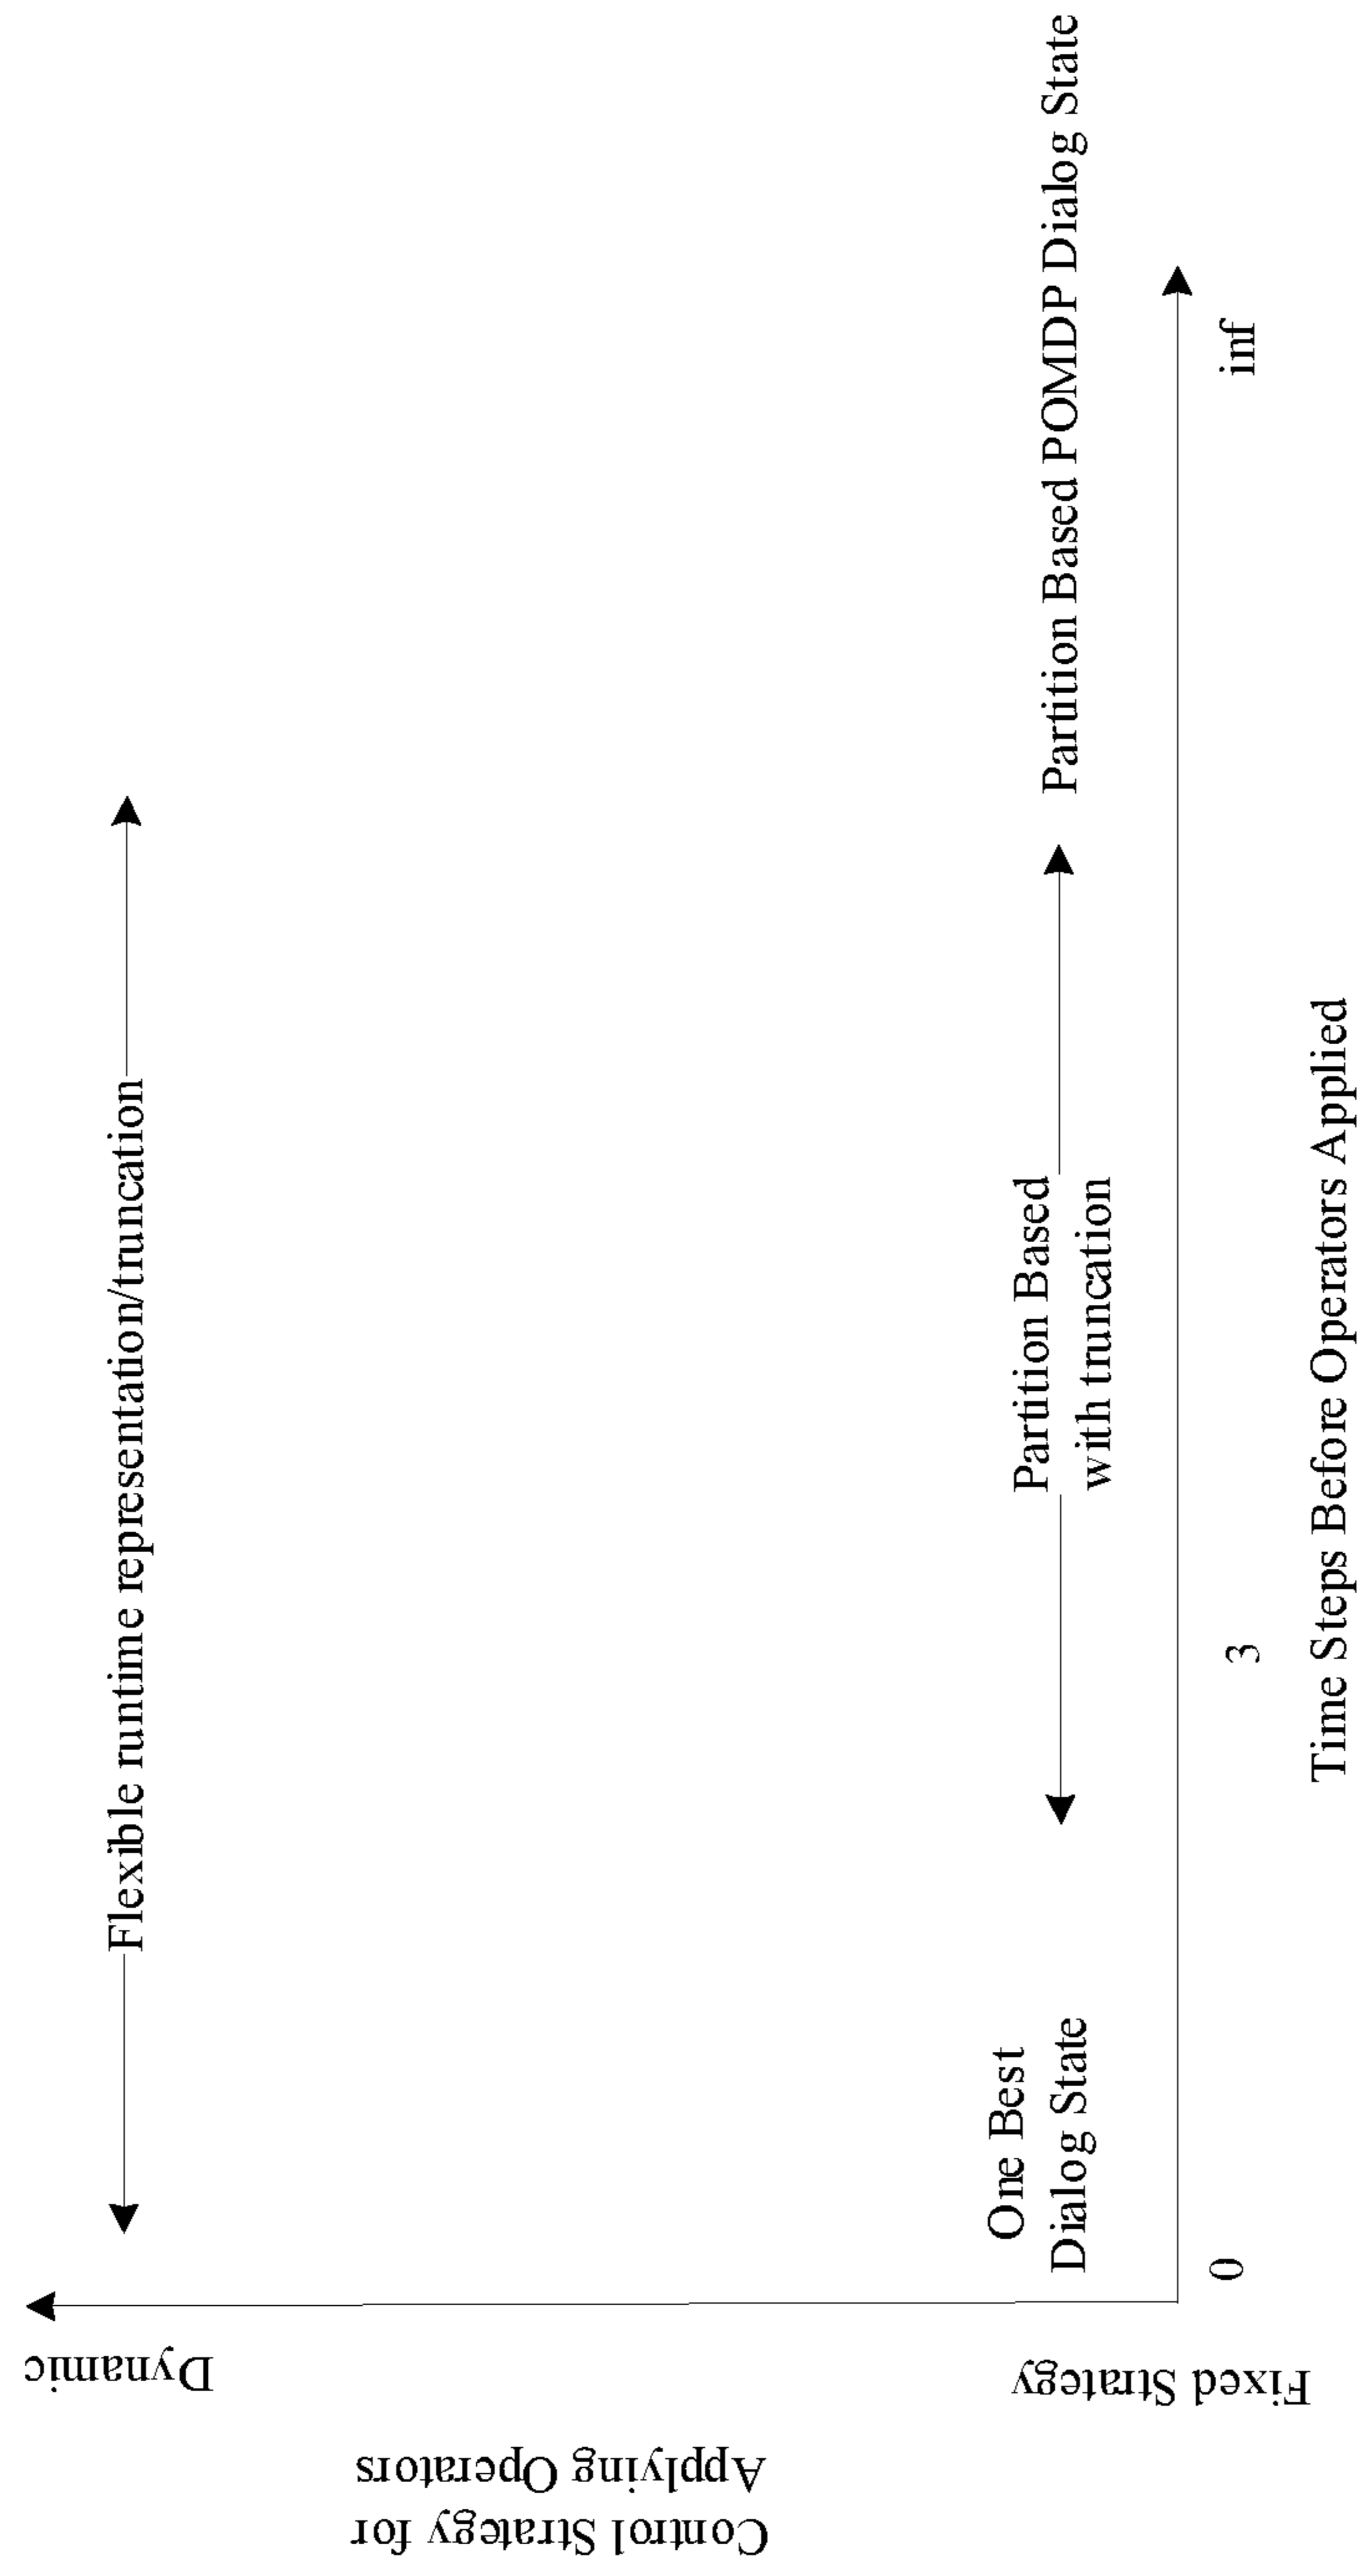 Dynamic
Control Strategy for
Applying Operators
Fixed Strategy
Flexible runtime representation/truncation
One Best
Dialog State
Partition Based
with truncation
Partition Based POMDP Dialog State
0
3
inf
Time Steps Before Operators Applied